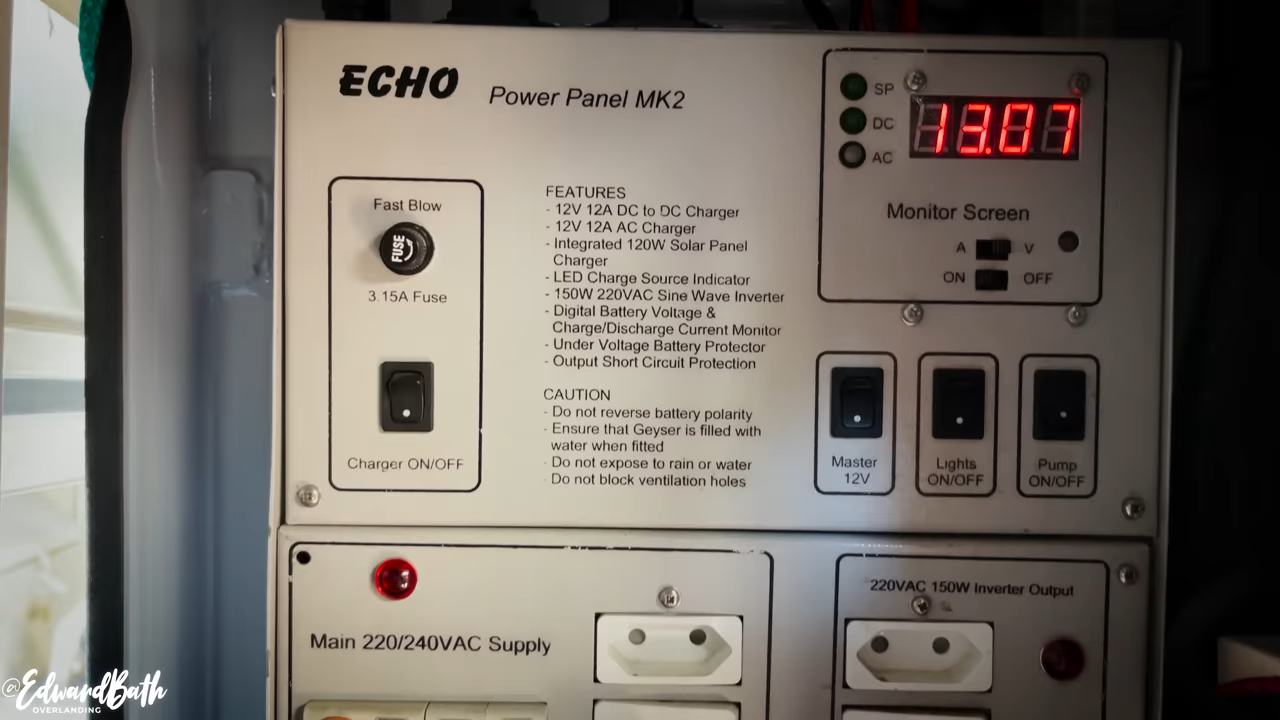 ECHO
Power Panel MK2
SP
DC
AC
13.07
Monitor Screen
A
V
ON
OFF
Fast Blow
FUSE
3.15A Fuse
Charger ON/OFF
FEATURES
- 12V 12A DC to DC Charger
- 12V 12A AC Charger
- Integrated 120W Solar Panel
Charger
- LED Charge Source Indicator
- 150W 220VAC Sine Wave Inverter
- Digital Battery Voltage &
Charge/Discharge Current Monitor
- Under Voltage Battery Protector
- Output Short Circuit Protection
CAUTION
- Do not reverse battery polarity
- Ensure that Geyser is filled with
water when fitted
- Do not expose to rain or water
- Do not block ventilation holes
Master
12V
Lights
ON/OFF
Pump
ON/OFF
Main 220/240VAC Supply
220VAC 150W Inverter Output
@EdwardBath
OVERLANDING